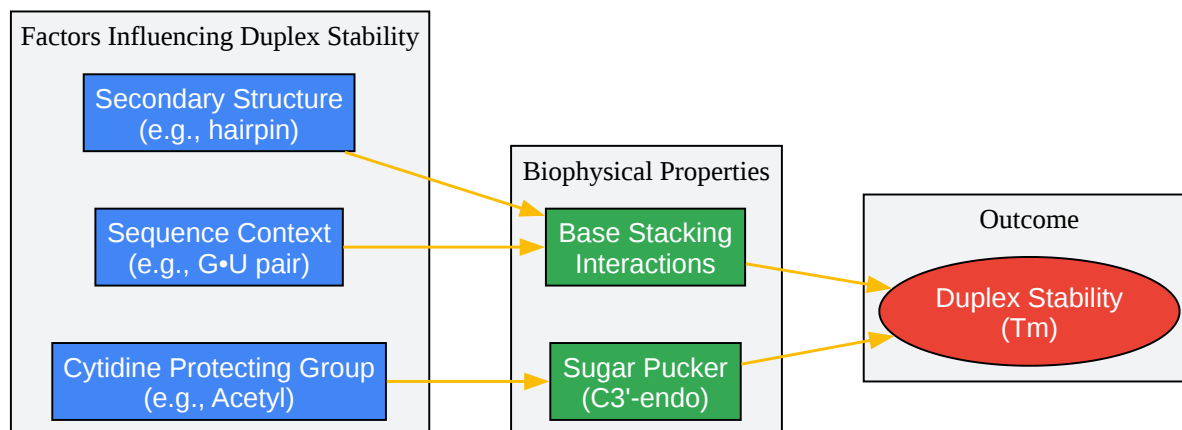 Factors Influencing Duplex Stability
Secondary Structure
(e.g., hairpin)
Sequence Context
(e.g., G•U pair)
Cytidine Protecting Group
(e.g., Acetyl)
Biophysical Properties
Base Stacking
Interactions
Sugar Pucker
(C3'-endo)
Outcome
Duplex Stability
(Tm)